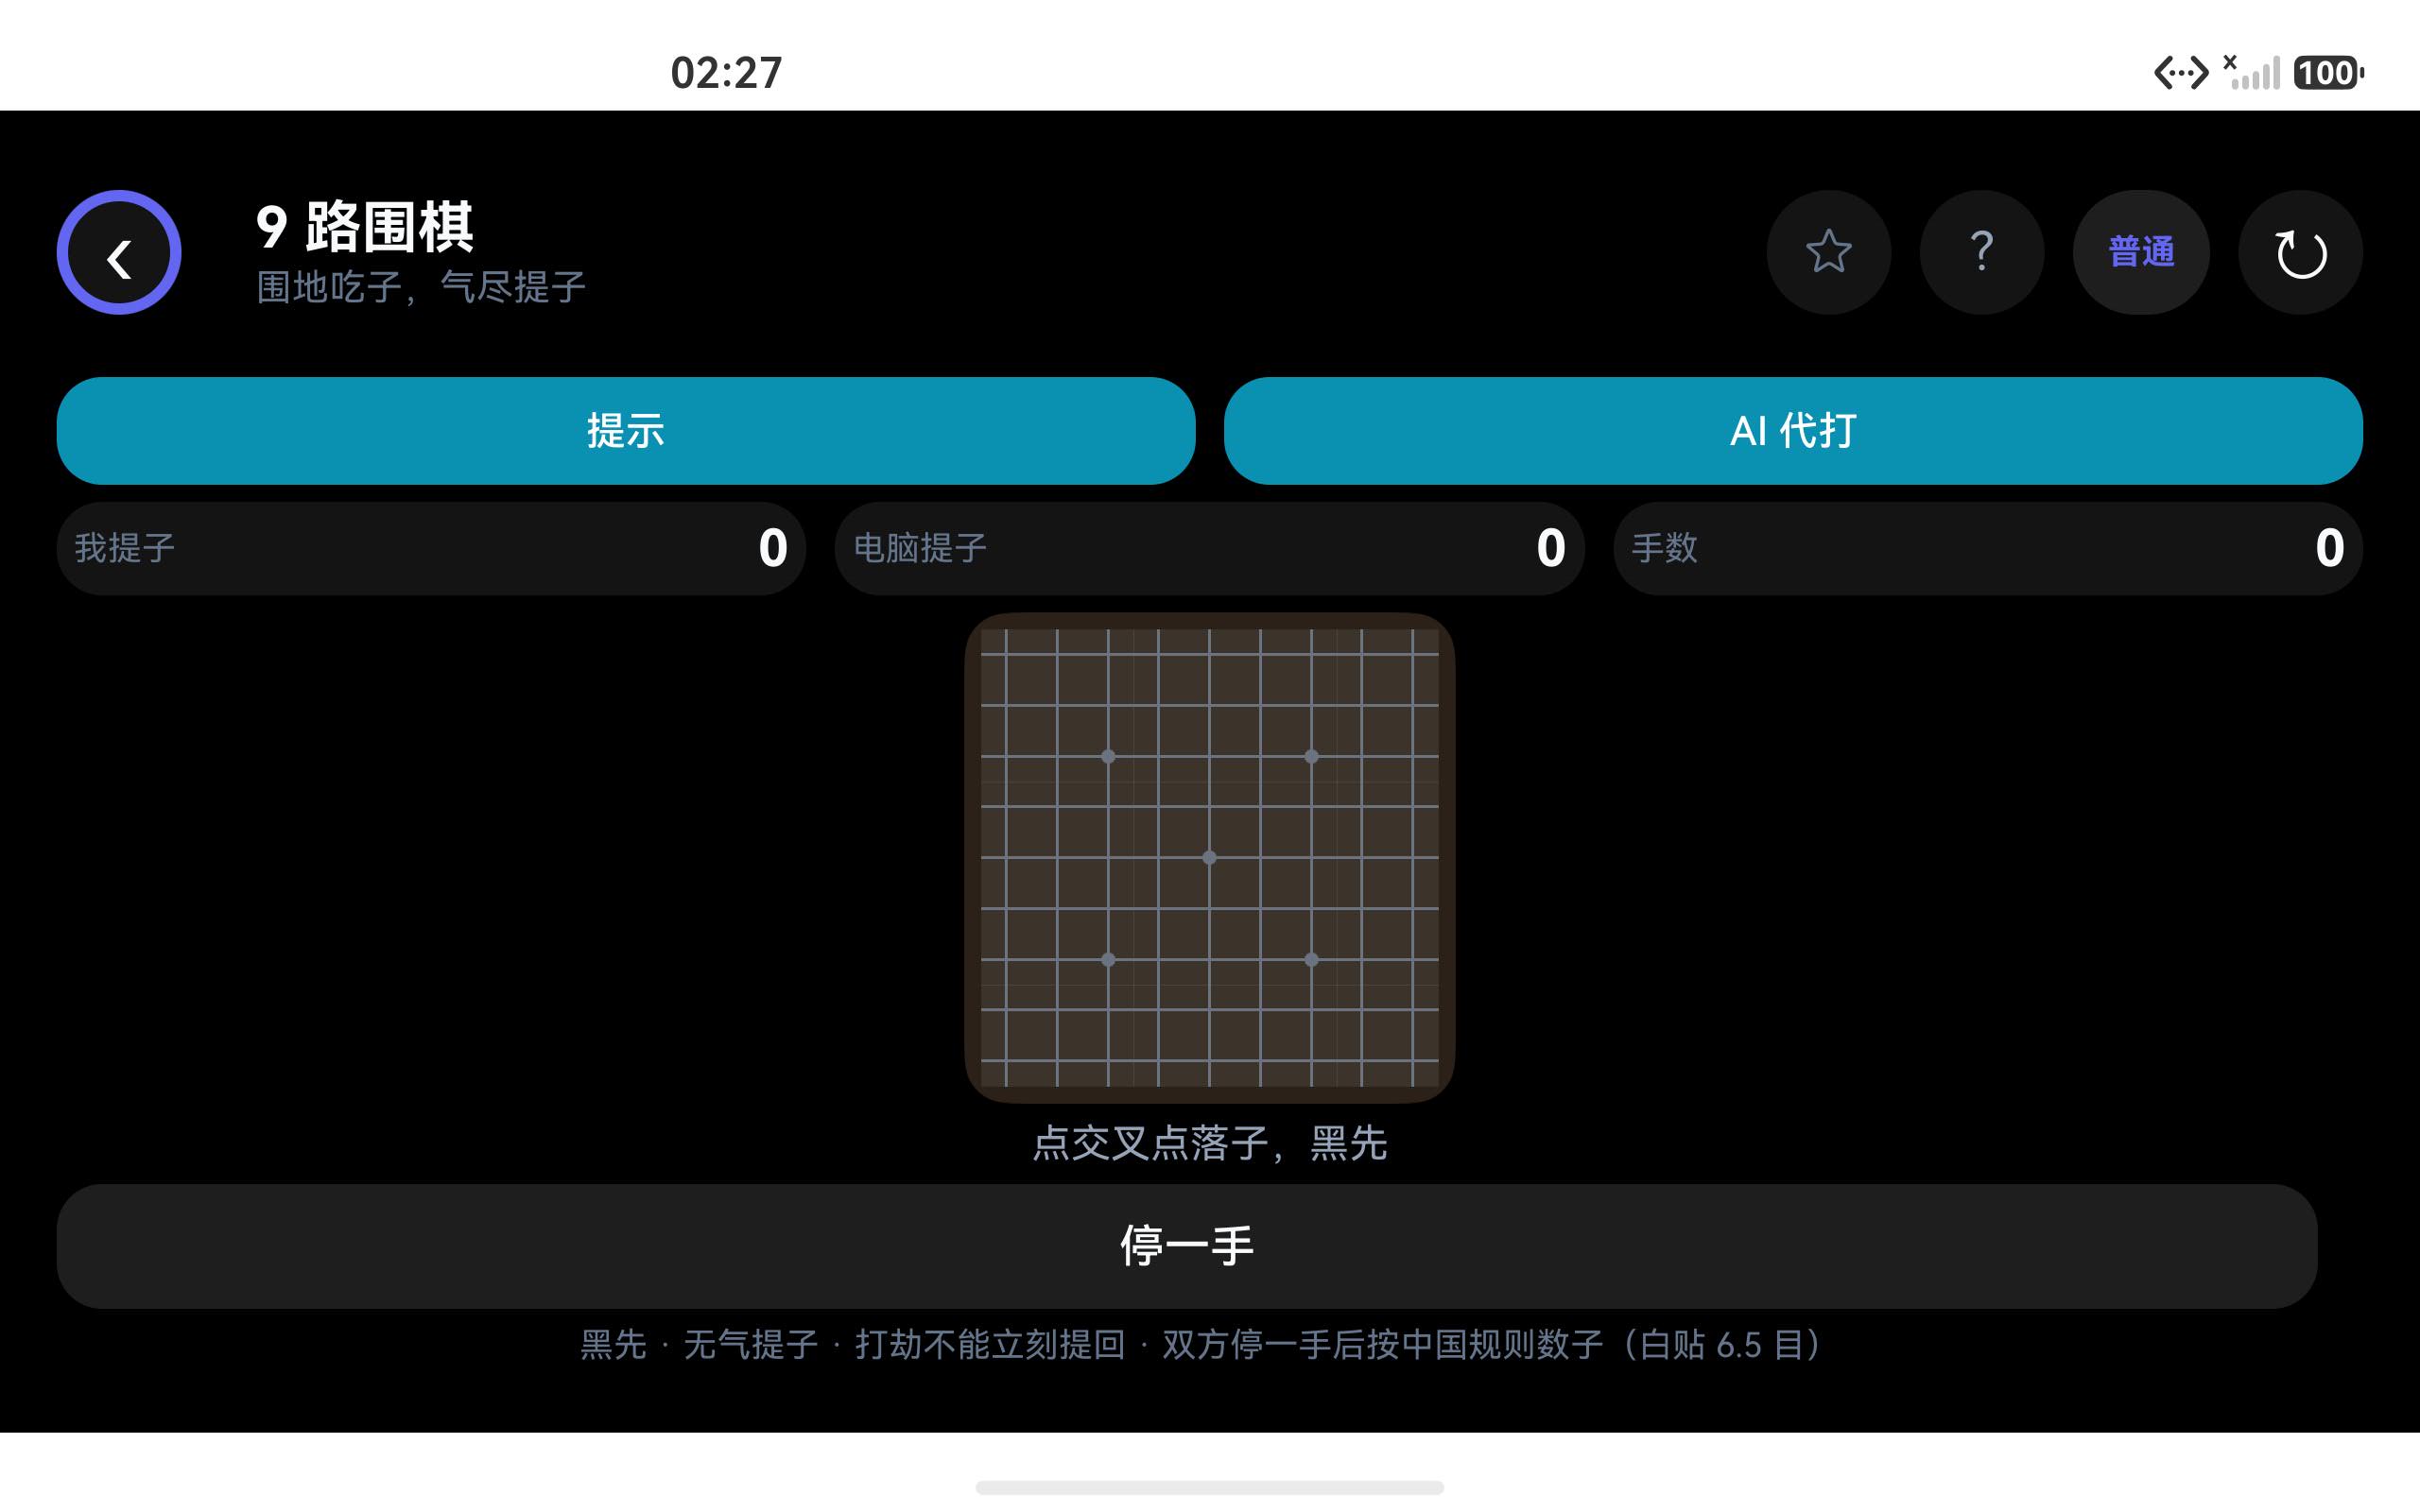 02:27
100
9 路围棋
围地吃子，气尽提子
?
普通
提示
AI 代打
我提子 0
电脑提子 0
手数 0
点交叉点落子，黑先
停一手
黑先 · 无气提子 · 打劫不能立刻提回 · 双方停一手后按中国规则数子（白贴 6.5 目）